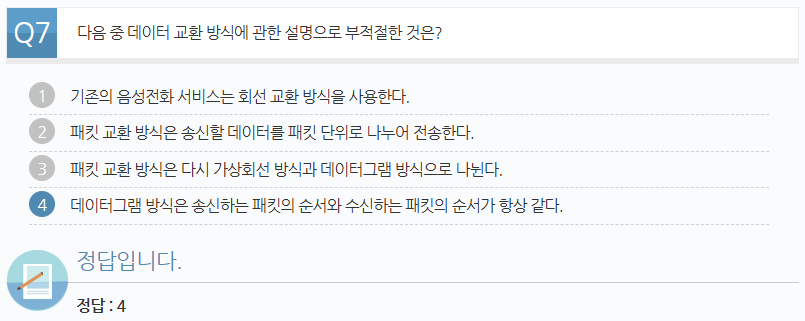 Q7 다음 중 데이터 교환 방식에 관한 설명으로 부적절한 것은?
1 기존의 음성전화 서비스는 회선 교환 방식을 사용한다.
2 패킷 교환 방식은 송신할 데이터를 패킷 단위로 나누어 전송한다.
3 패킷 교환 방식은 다시 가상회선 방식과 데이터그램 방식으로 나뉜다.
4 데이터그램 방식은 송신하는 패킷의 순서와 수신하는 패킷의 순서가 항상 같다.
정답입니다.
정답 : 4